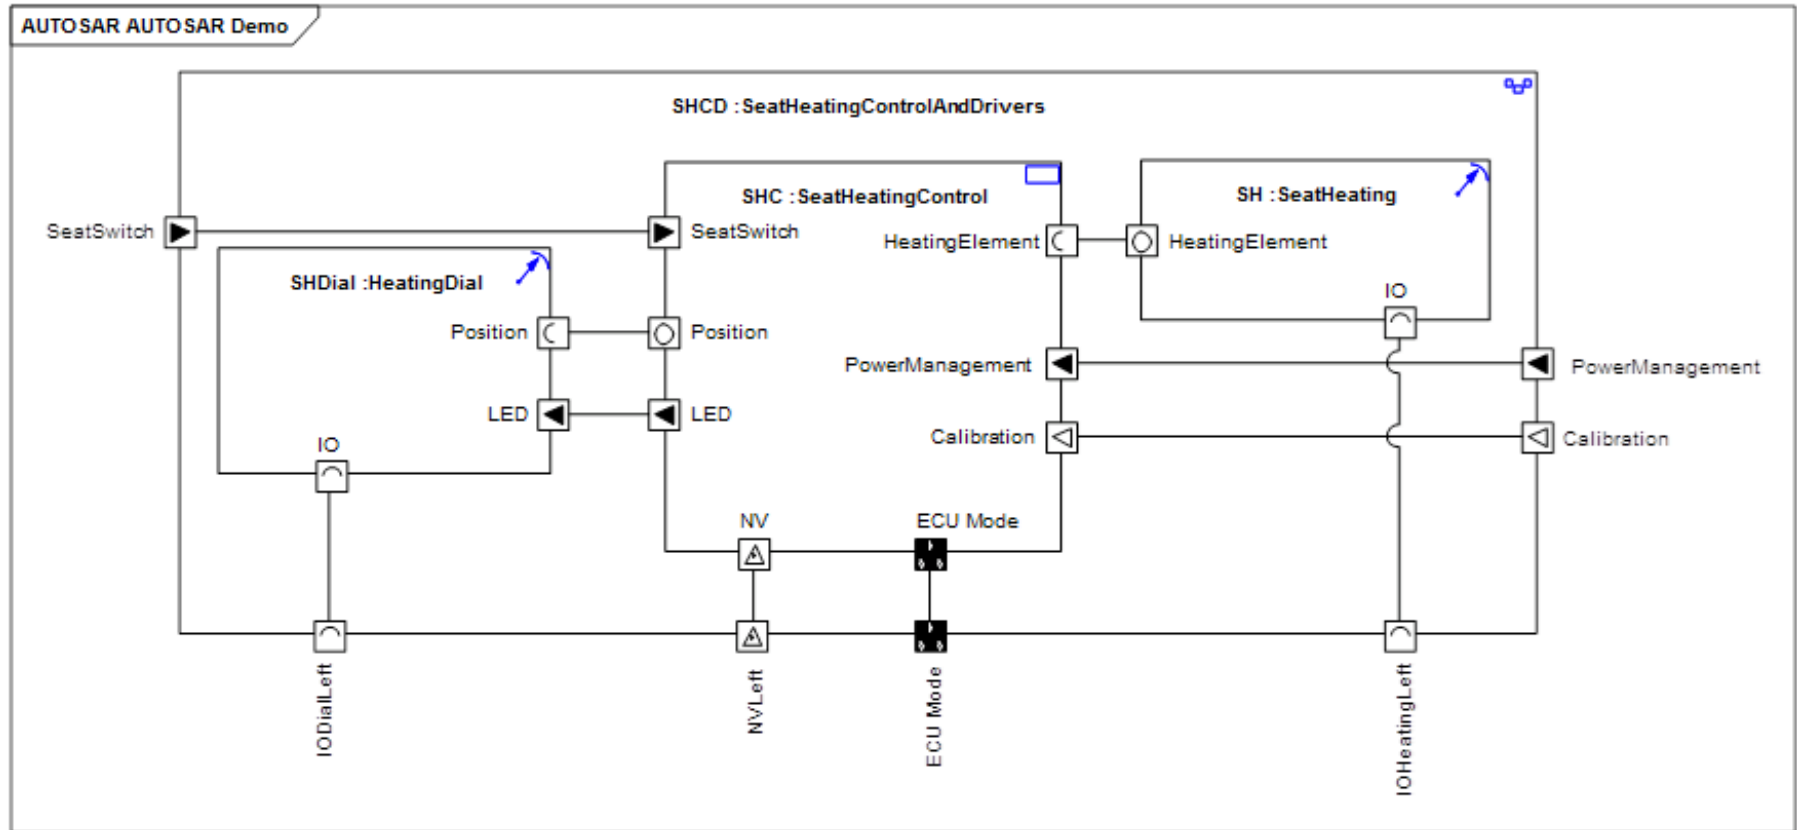 AUTOSAR AUTOSAR Demo
SHCD :SeatHeatingControlAndDrivers
SHC :SeatHeatingControl
SH :SeatHeating
SeatSwitch
SeatSwitch
HeatingElement
HeatingElement
SHDial :HeatingDial
IO
Position
Position
PowerManagement
PowerManagement
LED
LED
IO
Calibration
Calibration
NV
ECU Mode
IODialLeft
NVLeft
ECU Mode
IOHeatingLeft